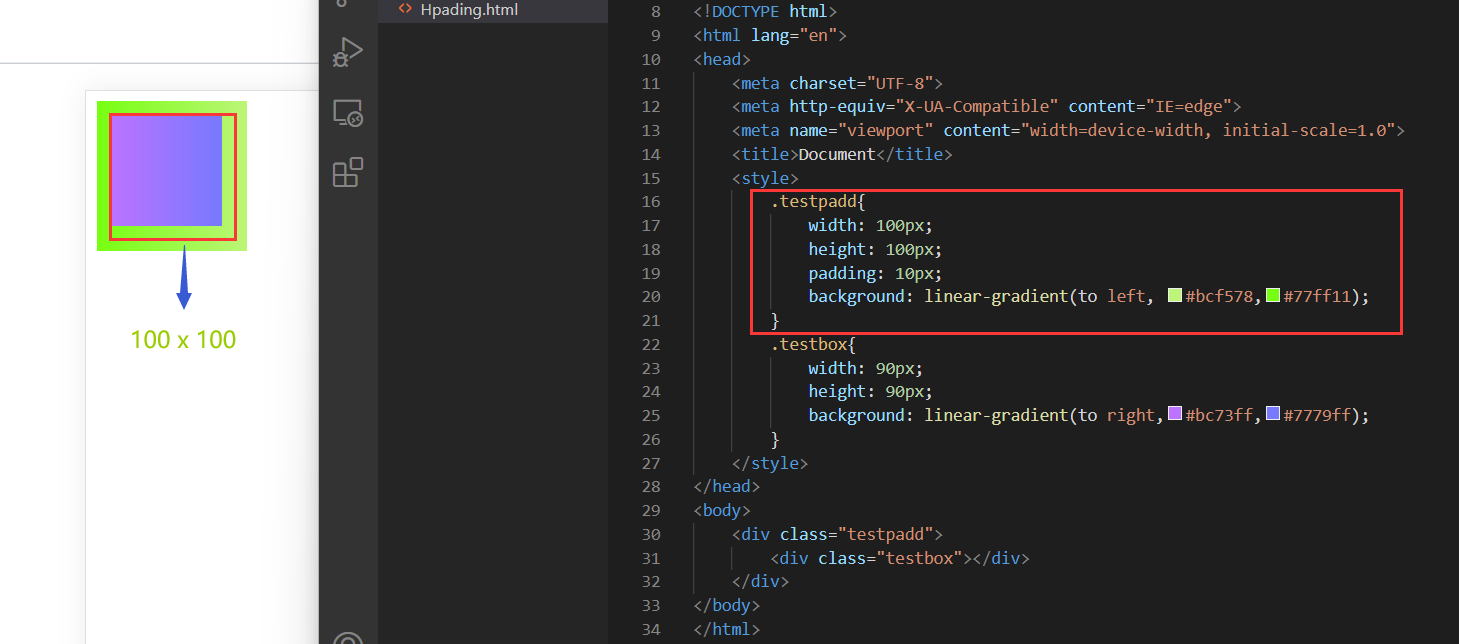 Hpading.html
100 x 100
8 <!DOCTYPE html>
9 <html lang="en">
10 <head>
11 <meta charset="UTF-8">
12 <meta http-equiv="X-UA-Compatible" content="IE=edge">
13 <meta name="viewport" content="width=device-width, initial-scale=1.0">
14 <title>Document</title>
15 <style>
16 .testpadd{
17 width: 100px;
18 height: 100px;
19 padding: 10px;
20 background: linear-gradient(to left, #bcf578,#77ff11);
21 }
22 .testbox{
23 width: 90px;
24 height: 90px;
25 background: linear-gradient(to right,#bc73ff,#7779ff);
26 }
27 </style>
28 </head>
29 <body>
30 <div class="testpadd">
31 <div class="testbox"></div>
32 </div>
33 </body>
34 </html>